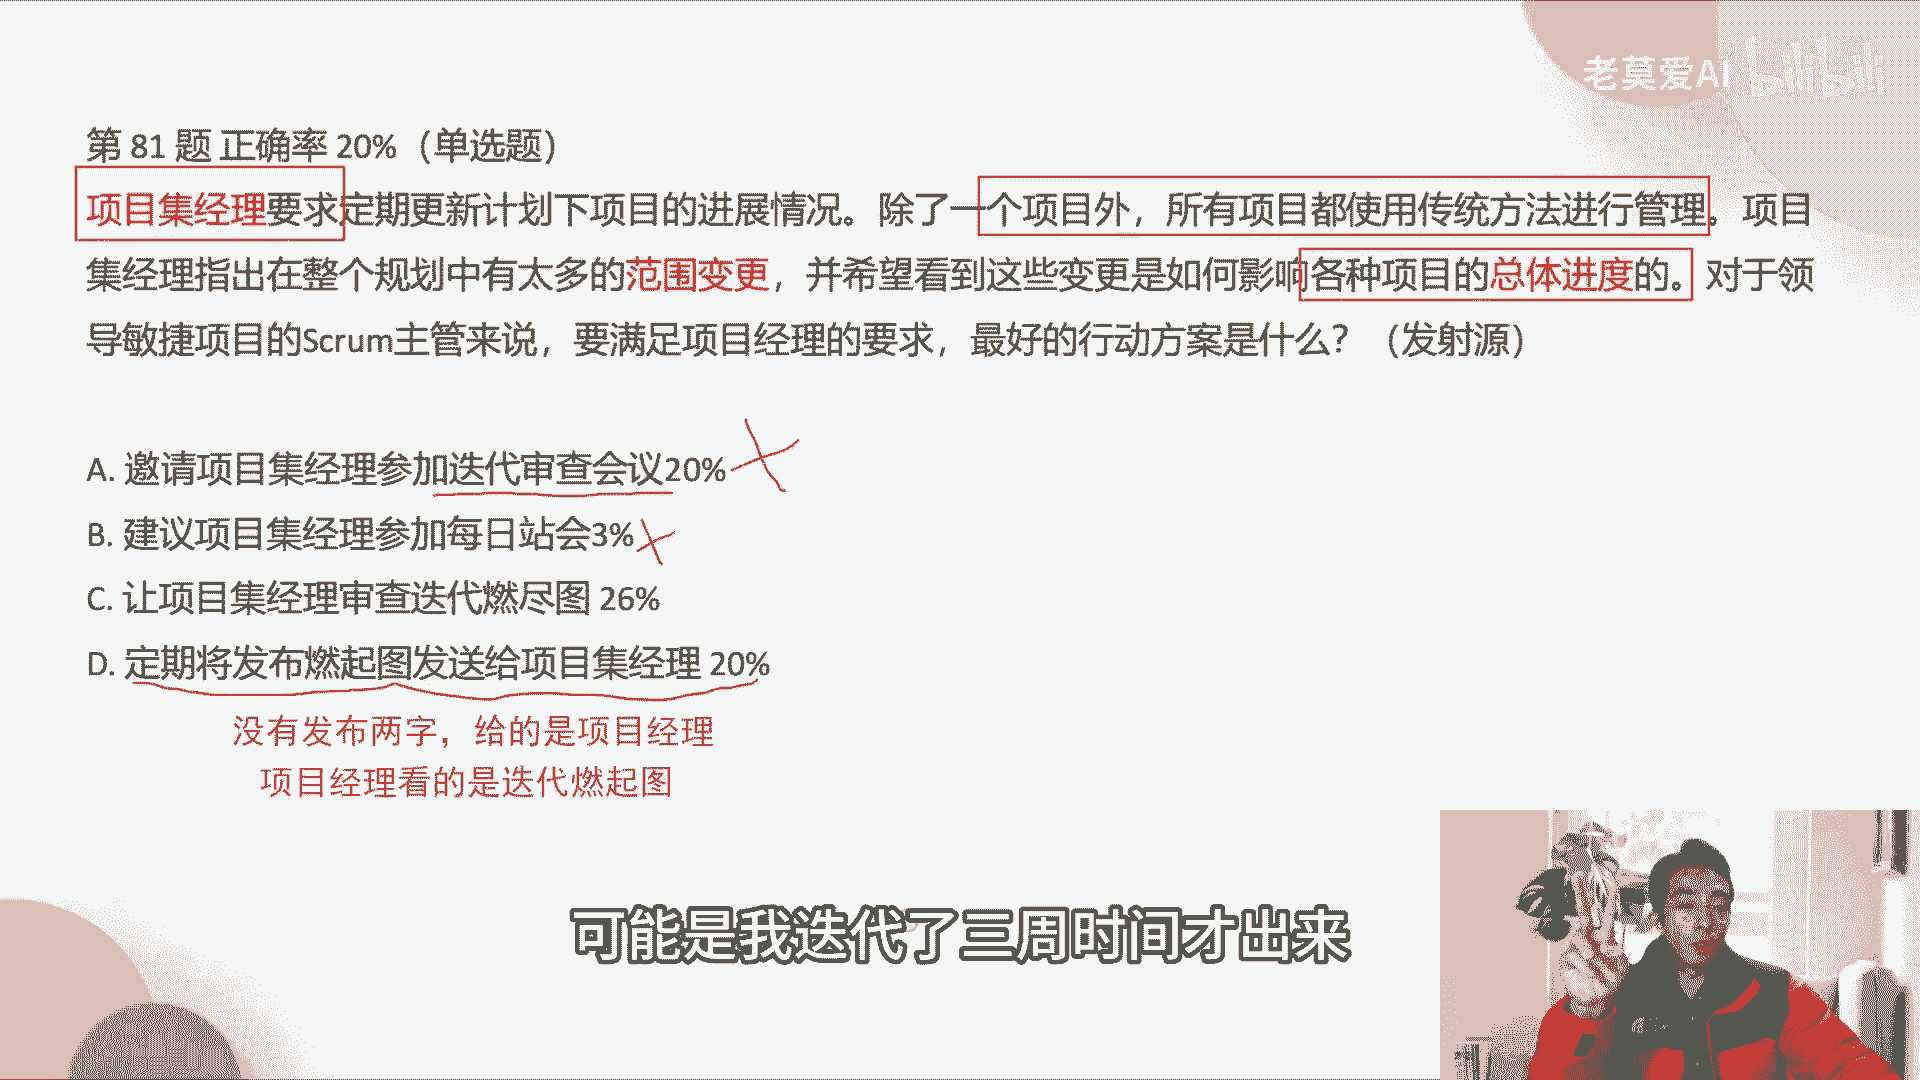 老莫爱AI bilibili
第 81 题 正确率 20%（单选题）
项目集经理要求定期更新计划下项目的进展情况。除了一个项目外，所有项目都使用传统方法进行管理。项目
集经理指出在整个规划中有太多的范围变更，并希望看到这些变更是如何影响各种项目的总体进度的。对于领
导敏捷项目的Scrum主管来说，要满足项目经理的要求，最好的行动方案是什么？（发射源）
A. 邀请项目集经理参加迭代审查会议20%
B. 建议项目集经理参加每日站会3%
C. 让项目集经理审查迭代燃尽图 26%
D. 定期将发布燃起图发送给项目集经理 20%
没有发布两字，给的是项目经理
项目经理看的是迭代燃起图
可能是我迭代了三周时间才出来